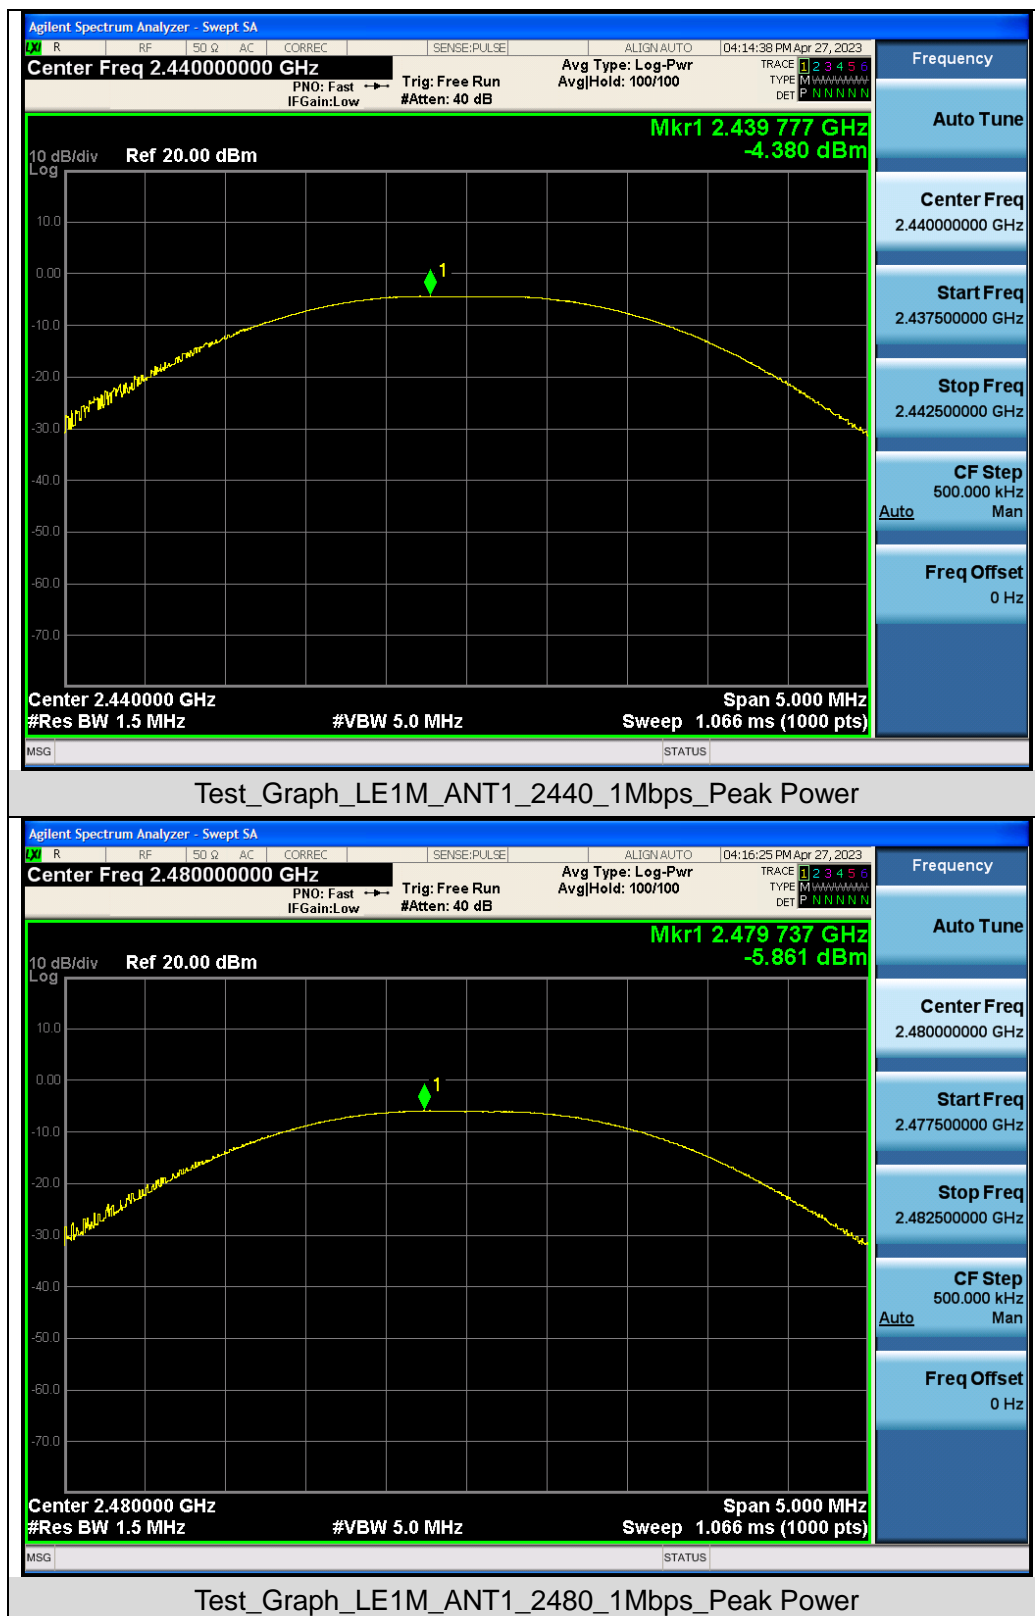 Agilent Spectrum Analyzer - Swept SA
LXI R RF 50 Ω AC CORREC SENSE:PULSE ALIGN AUTO 04:14:38 PM Apr 27, 2023
Center Freq 2.440000000 GHz
PNO: Fast
IFGain:Low
Trig: Free Run
#Atten: 40 dB
Avg Type: Log-Pwr
Avg|Hold: 100/100
TRACE 1 2 3 4 5 6
TYPE M
DET P N N N N N
Mkr1 2.439 777 GHz
-4.380 dBm
10 dB/div Ref 20.00 dBm
Log
10.0
0.00
-10.0
-20.0
-30.0
-40.0
-50.0
-60.0
-70.0
1
Center 2.440000 GHz
Span 5.000 MHz
#Res BW 1.5 MHz
#VBW 5.0 MHz
Sweep 1.066 ms (1000 pts)
MSG
STATUS
Frequency
Auto Tune
Center Freq
2.440000000 GHz
Start Freq
2.437500000 GHz
Stop Freq
2.442500000 GHz
CF Step
500.000 kHz
Auto Man
Freq Offset
0 Hz
Test_Graph_LE1M_ANT1_2440_1Mbps_Peak Power
Agilent Spectrum Analyzer - Swept SA
LXI R RF 50 Ω AC CORREC SENSE:PULSE ALIGN AUTO 04:16:25 PM Apr 27, 2023
Center Freq 2.480000000 GHz
PNO: Fast
IFGain:Low
Trig: Free Run
#Atten: 40 dB
Avg Type: Log-Pwr
Avg|Hold: 100/100
TRACE 1 2 3 4 5 6
TYPE M
DET P N N N N N
Mkr1 2.479 737 GHz
-5.861 dBm
10 dB/div Ref 20.00 dBm
Log
10.0
0.00
-10.0
-20.0
-30.0
-40.0
-50.0
-60.0
-70.0
1
Center 2.480000 GHz
Span 5.000 MHz
#Res BW 1.5 MHz
#VBW 5.0 MHz
Sweep 1.066 ms (1000 pts)
MSG
STATUS
Frequency
Auto Tune
Center Freq
2.480000000 GHz
Start Freq
2.477500000 GHz
Stop Freq
2.482500000 GHz
CF Step
500.000 kHz
Auto Man
Freq Offset
0 Hz
Test_Graph_LE1M_ANT1_2480_1Mbps_Peak Power